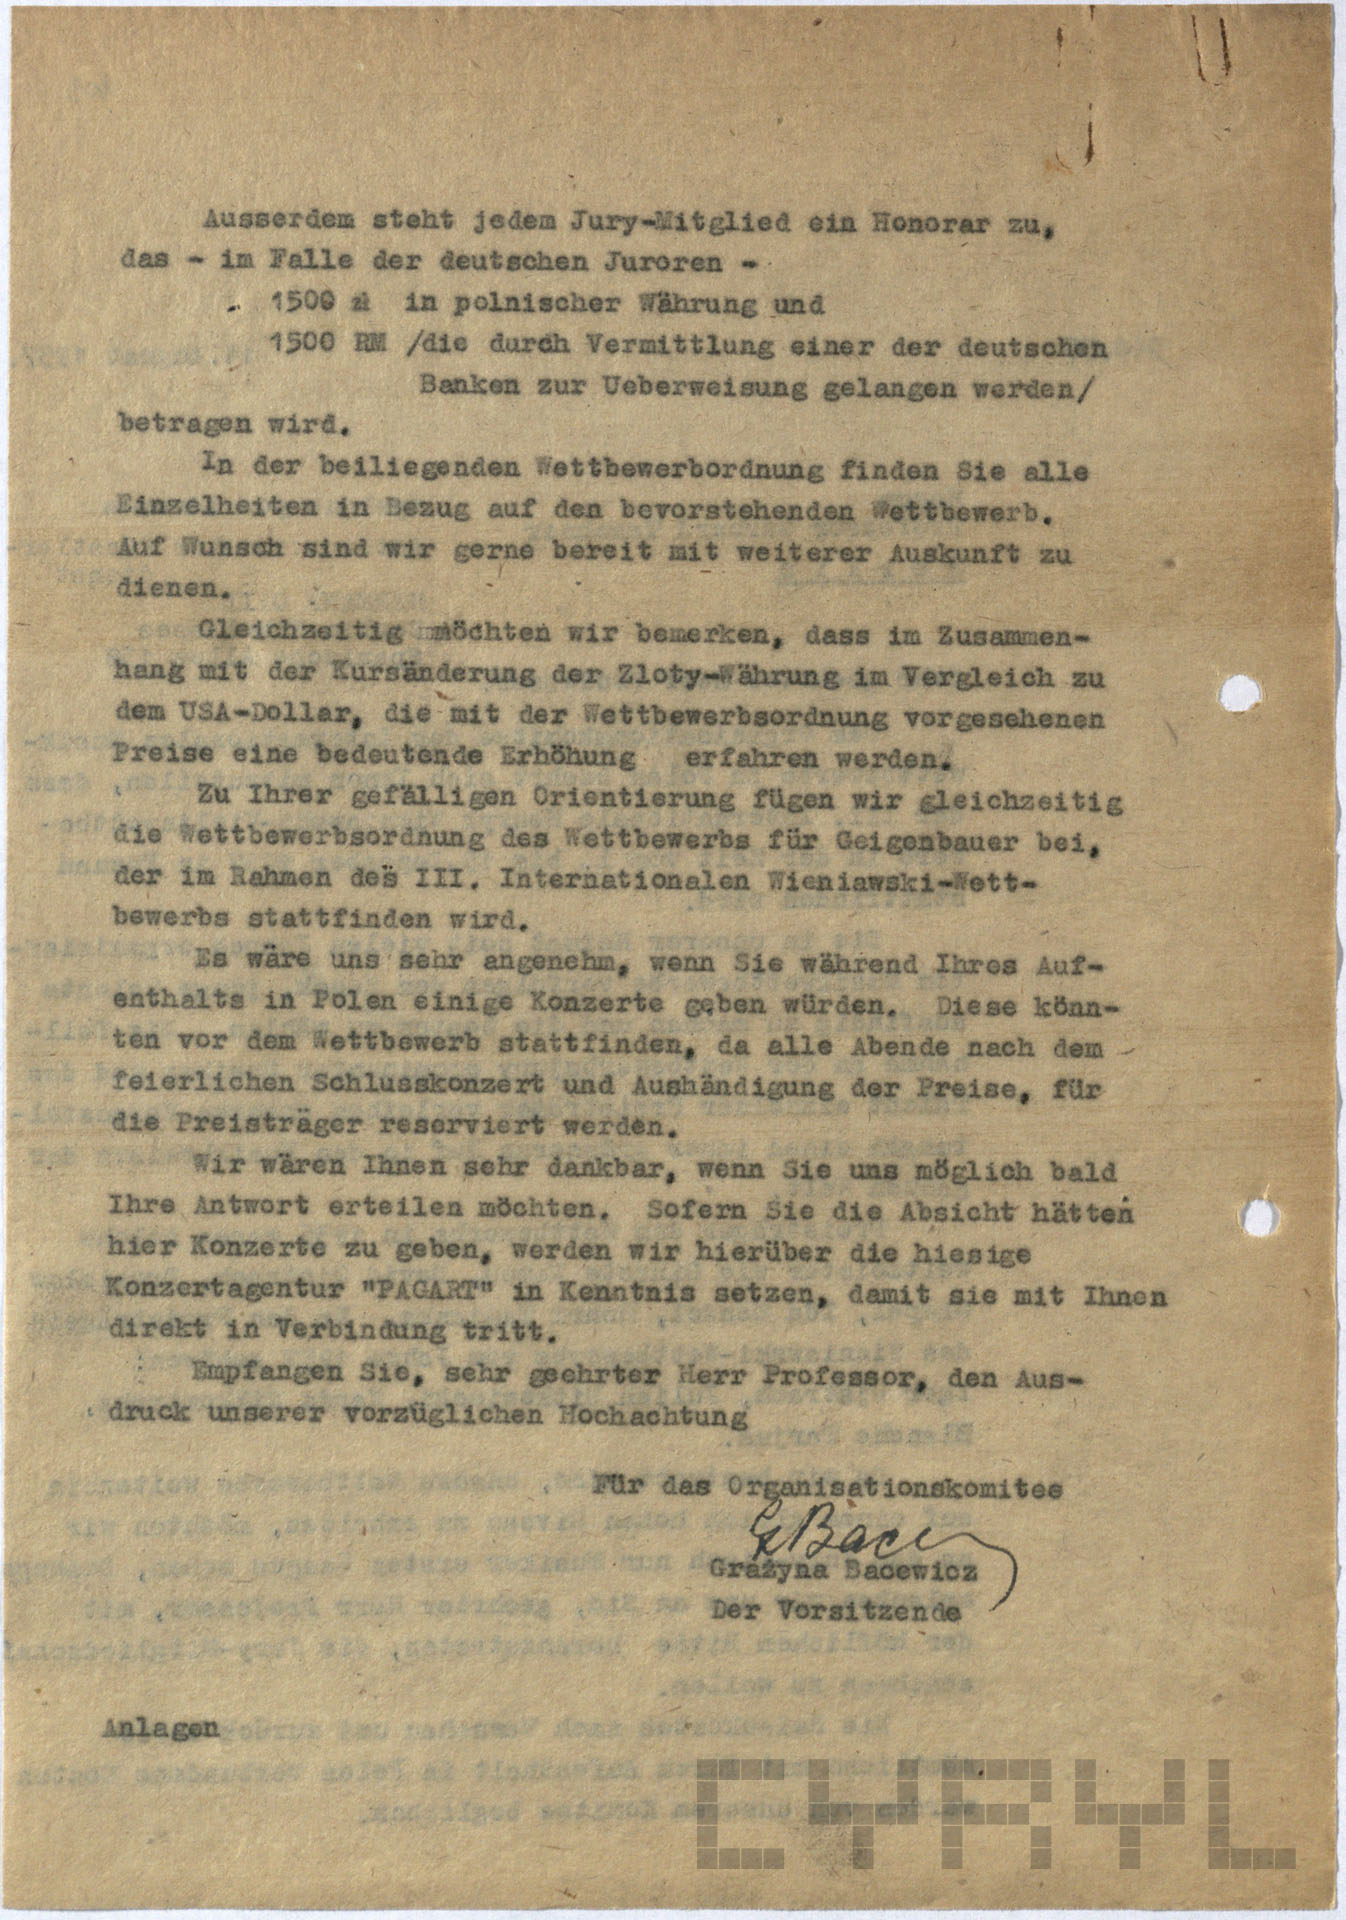 Ausserdem steht jedem Jury-Mitglied ein Honorar zu,
das - im Falle der deutschen Juroren -
1500 zł in polnischer Währung und
1500 RM /die durch Vermittlung einer der deutschen
Banken zur Ueberweisung gelangen werden/
betragen wird.
In der beiliegenden Wettbewerbordnung finden Sie alle
Einzelheiten in Bezug auf den bevorstehenden Wettbewerb.
Auf Wunsch sind wir gerne bereit mit weiterer Auskunft zu
dienen.
Gleichzeitig möchten wir bemerken, dass im Zusammen-
hang mit der Kursänderung der Zloty-Währung im Vergleich zu
dem USA-Dollar, die mit der Wettbewerbsordnung vorgesehenen
Preise eine bedeutende Erhöhung erfahren werden.
Zu Ihrer gefälligen Orientierung fügen wir gleichzeitig
die Wettbewerbsordnung des Wettbewerbs für Geigenbauer bei,
der im Rahmen des III. Internationalen Wieniawski-Wett-
bewerbs stattfinden wird.
Es wäre uns sehr angenehm, wenn Sie während Ihres Auf-
enthalts in Polen einige Konzerte geben würden. Diese könn-
ten vor dem Wettbewerb stattfinden, da alle Abende nach dem
feierlichen Schlusskonzert und Aushändigung der Preise, für
die Preisträger reserviert werden.
Wir wären Ihnen sehr dankbar, wenn Sie uns möglich bald
Ihre Antwort erteilen möchten. Sofern Sie die Absicht hätten
hier Konzerte zu geben, werden wir hierüber die hiesige
Konzertagentur "PAGART" in Kenntnis setzen, damit sie mit Ihnen
direkt in Verbindung tritt.
Empfangen Sie, sehr geehrter Herr Professor, den Aus-
druck unserer vorzüglichen Hochachtung
Für das Organisationskomitee
G Bace
Grażyna Bacewicz
Der Vorsitzende
Anlagen
CYRYL